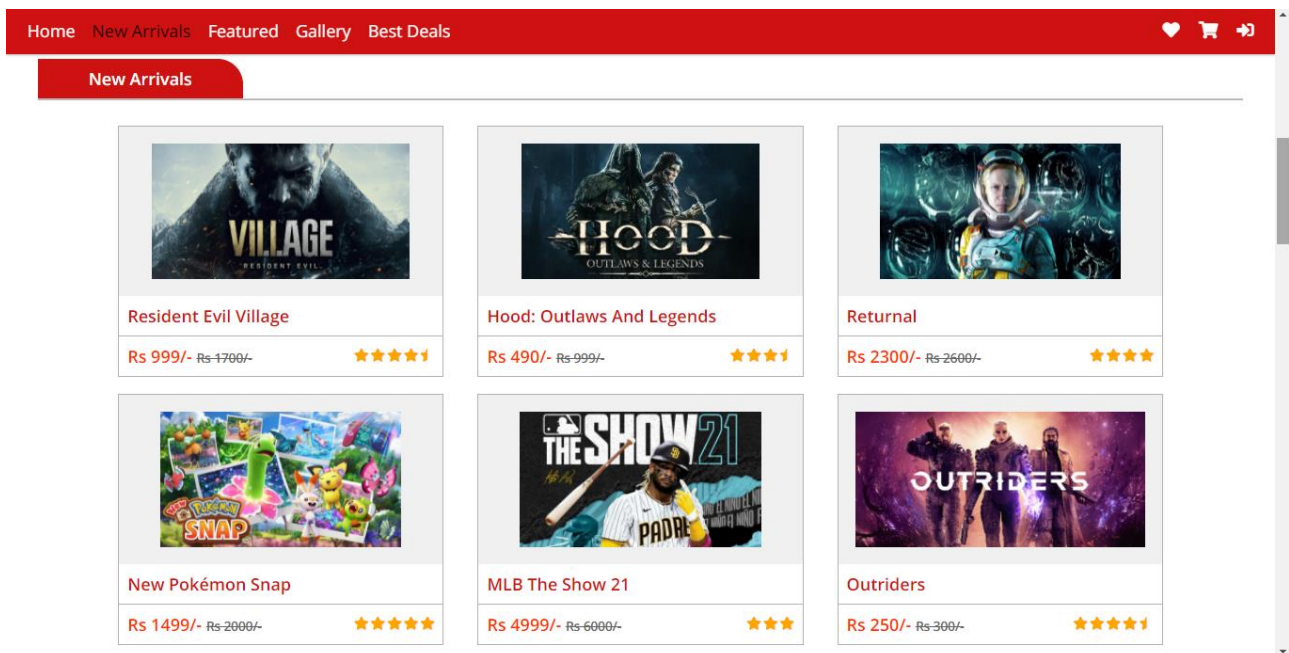 Home New Arrivals Featured Gallery Best Deals
New Arrivals
VILLAGE
RESIDENT EVIL.
HOOD
OUTLAWS & LEGENDS
Resident Evil Village
Hood: Outlaws And Legends
Returnal
Rs 999/- Rs 1700/-
Rs 490/- Rs 999/-
Rs 2300/- Rs 2600/-
New Pokémon
SNAP
THE SHOW 21
PADRE
OUTRIDERS
New Pokémon Snap
MLB The Show 21
Outriders
Rs 1499/- Rs 2000/-
Rs 4999/- Rs 6000/-
Rs 250/- Rs 300/-